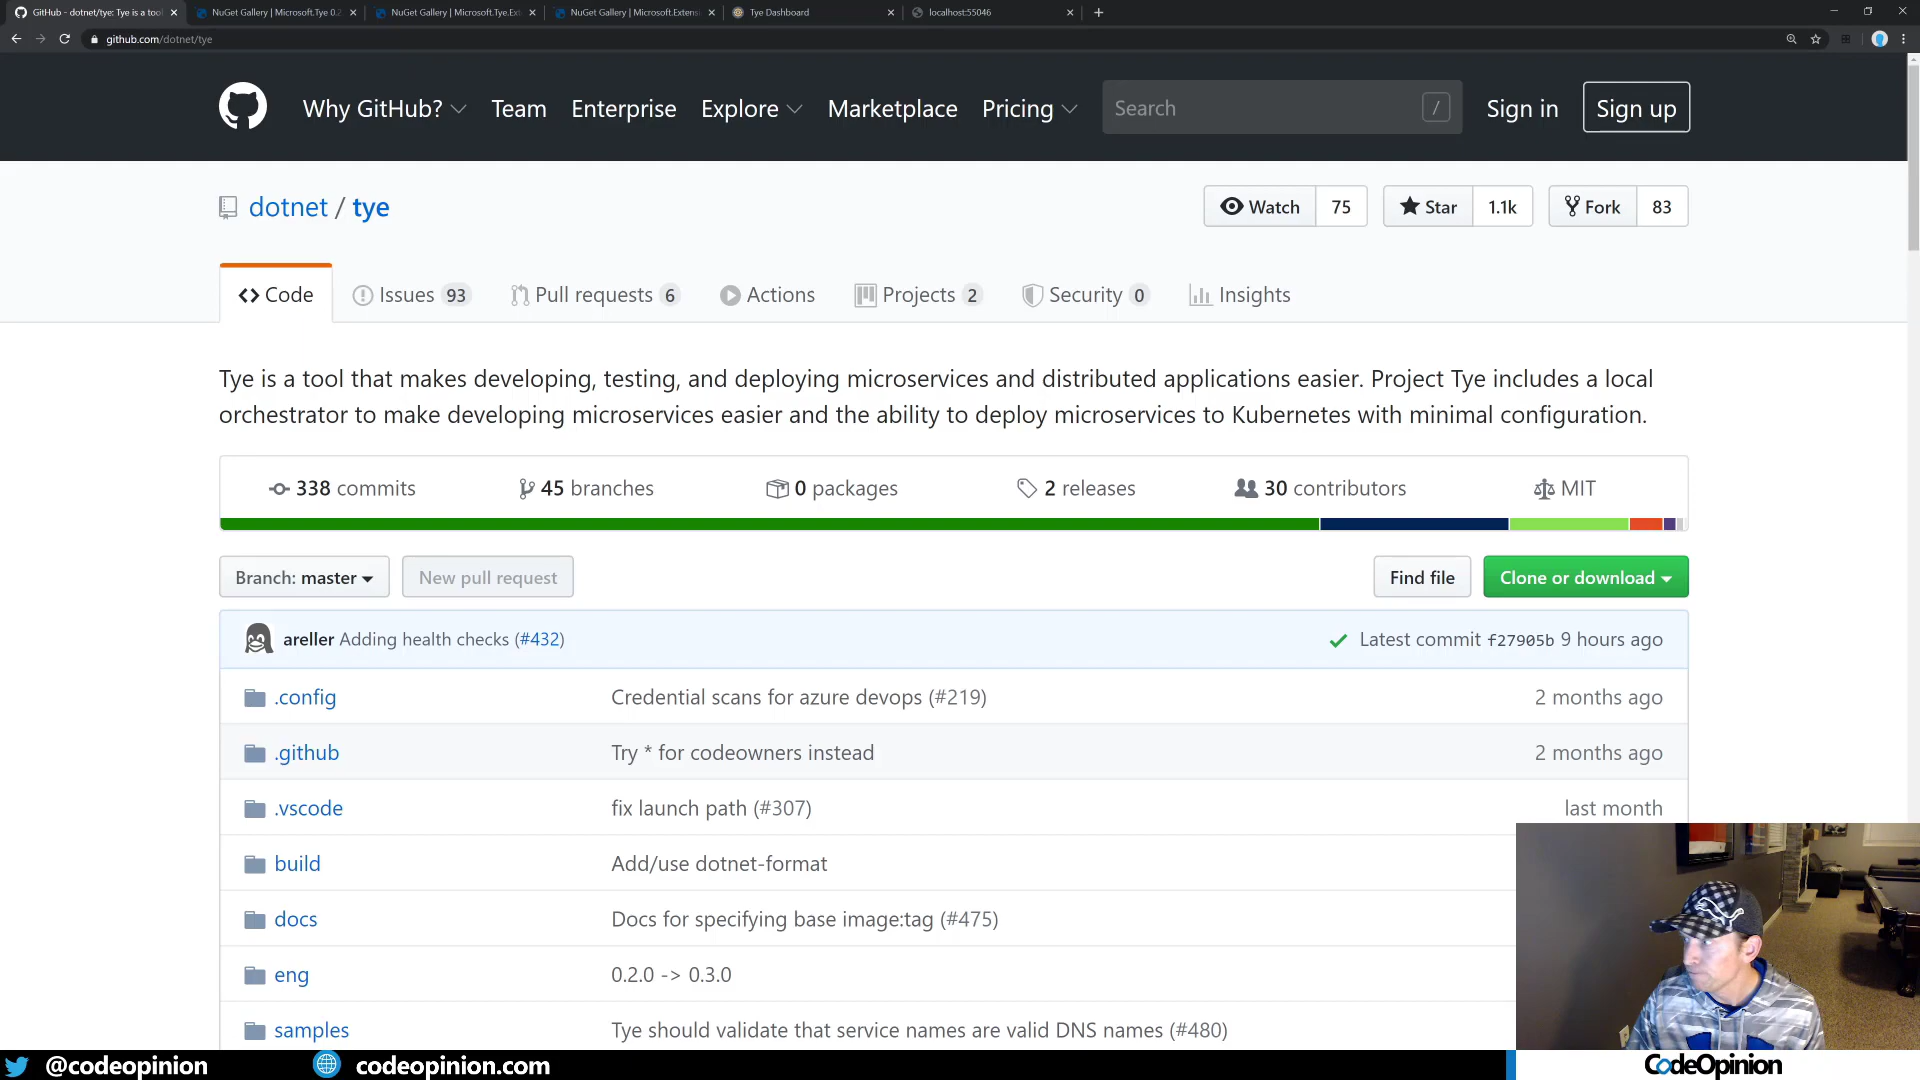 GitHub - dotnet/tye: Tye is a tool
NuGet Gallery | Microsoft.Tye 0.2
NuGet Gallery | Microsoft.Tye.Ext
NuGet Gallery | Microsoft.Extensi
Tye Dashboard
localhost:55046
github.com/dotnet/tye
Why GitHub? Team Enterprise Explore Marketplace Pricing Search / Sign in Sign up
dotnet / tye
Watch 75 Star 1.1k Fork 83
Code Issues 93 Pull requests 6 Actions Projects 2 Security 0 Insights
Tye is a tool that makes developing, testing, and deploying microservices and distributed applications easier. Project Tye includes a local
orchestrator to make developing microservices easier and the ability to deploy microservices to Kubernetes with minimal configuration.
338 commits 45 branches 0 packages 2 releases 30 contributors MIT
Branch: master New pull request Find file Clone or download
areller Adding health checks (#432) Latest commit f27905b 9 hours ago
.config Credential scans for azure devops (#219) 2 months ago
.github Try * for codeowners instead 2 months ago
.vscode fix launch path (#307) last month
build Add/use dotnet-format
docs Docs for specifying base image:tag (#475)
eng 0.2.0 -> 0.3.0
samples Tye should validate that service names are valid DNS names (#480)
@codeopinion codeopinion.com CodeOpinion